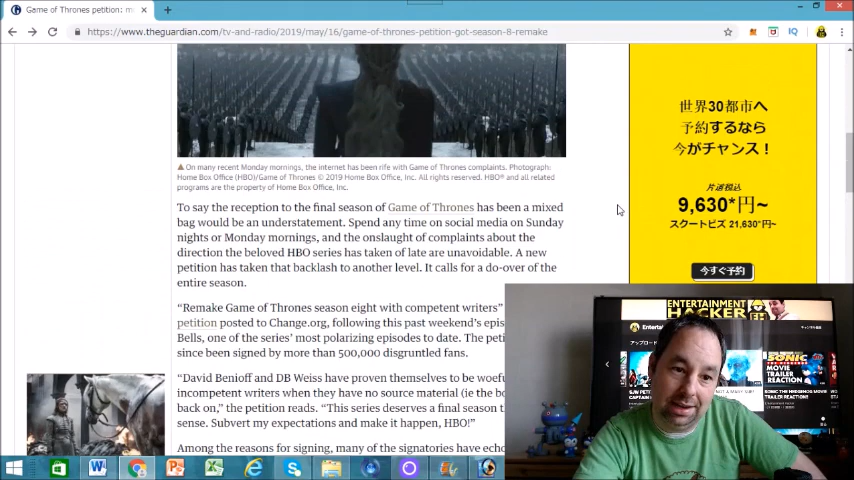 Game of Thrones petition: m
https://www.theguardian.com/tv-and-radio/2019/may/16/game-of-thrones-petition-got-season-8-remake
On many recent Monday mornings, the internet has been rife with Game of Thrones complaints. Photograph:
Home Box Office (HBO)/Game of Thrones © 2019 Home Box Office, Inc. All rights reserved. HBO® and all related
programs are the property of Home Box Office, Inc.
To say the reception to the final season of Game of Thrones has been a mixed
bag would be an understatement. Spend any time on social media on Sunday
nights or Monday mornings, and the onslaught of complaints about the
direction the beloved HBO series has taken of late are unavoidable. A new
petition has taken that backlash to another level. It calls for a do-over of the
entire season.
“Remake Game of Thrones season eight with competent writers”
petition posted to Change.org, following this past weekend’s epis
Bells, one of the series’ most polarizing episodes to date. The peti
since been signed by more than 500,000 disgruntled fans.
“David Benioff and DB Weiss have proven themselves to be woefu
incompetent writers when they have no source material (ie the bo
back on,” the petition reads. “This series deserves a final season t
sense. Subvert my expectations and make it happen, HBO!”
Among the reasons for signing, many of the signatories have echo
世界30都市へ
予約するなら
今がチャンス！
片道税込
9,630*円~
スクートビズ 21,630*円~
今すぐ予約
ENTERTAINMENT
HACKER
EH
アップロード
SONIC
MOVIE
TRAILER
REACTION